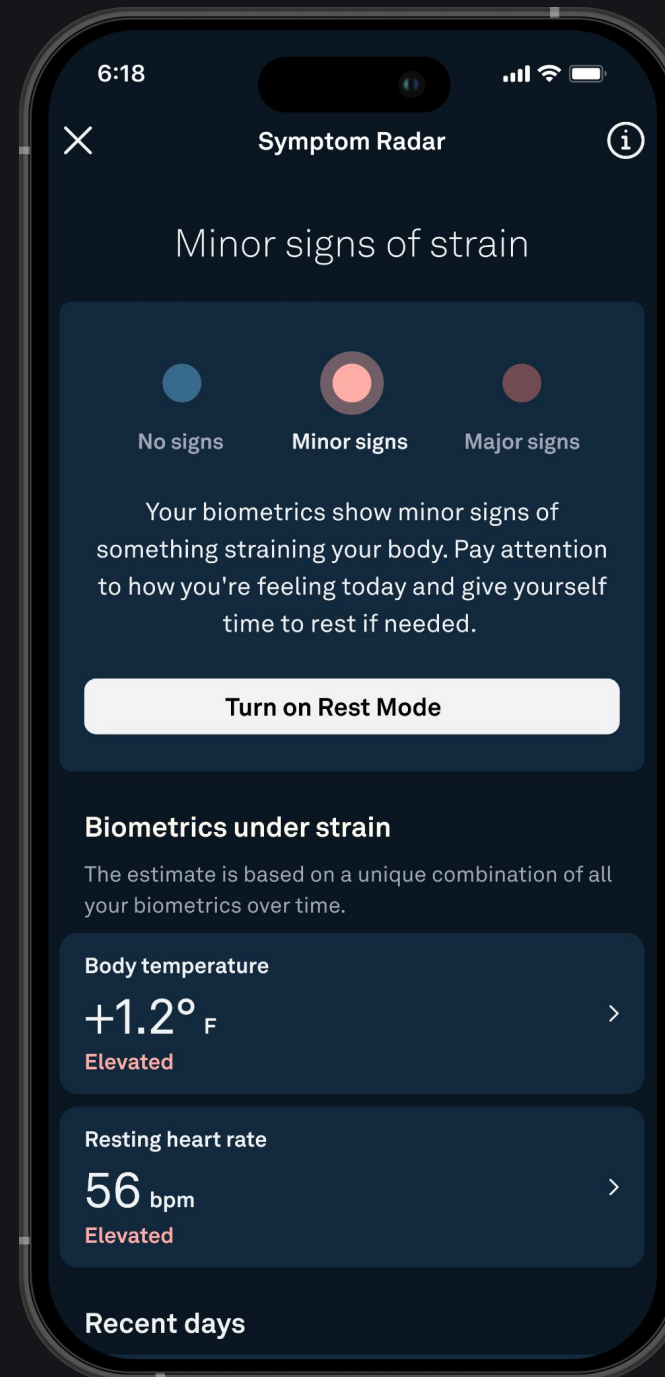 6:18
Symptom Radar
Minor signs of strain
No signs
Minor signs
Major signs
Your biometrics show minor signs of
something straining your body. Pay attention
to how you're feeling today and give yourself
time to rest if needed.
Turn on Rest Mode
Biometrics under strain
The estimate is based on a unique combination of all
your biometrics over time.
Body temperature
+1.2° F
Elevated
Resting heart rate
56 bpm
Elevated
Recent days